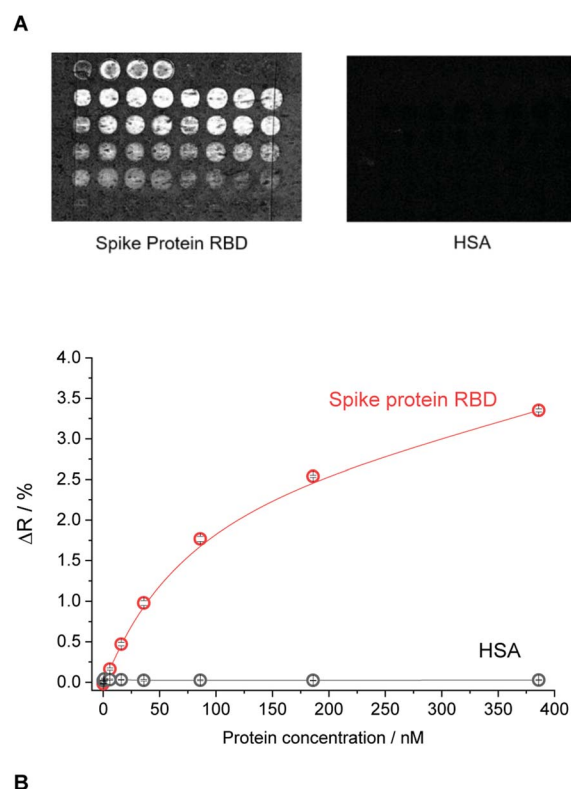 A
Spike Protein RBD
HSA
4.0
3.5
3.0
2.5
2.0
1.5
1.0
0.5
0.0
ΔR / %
Spike protein RBD
HSA
0
50
100
150
200
250
300
350
400
Protein concentration / nM
B